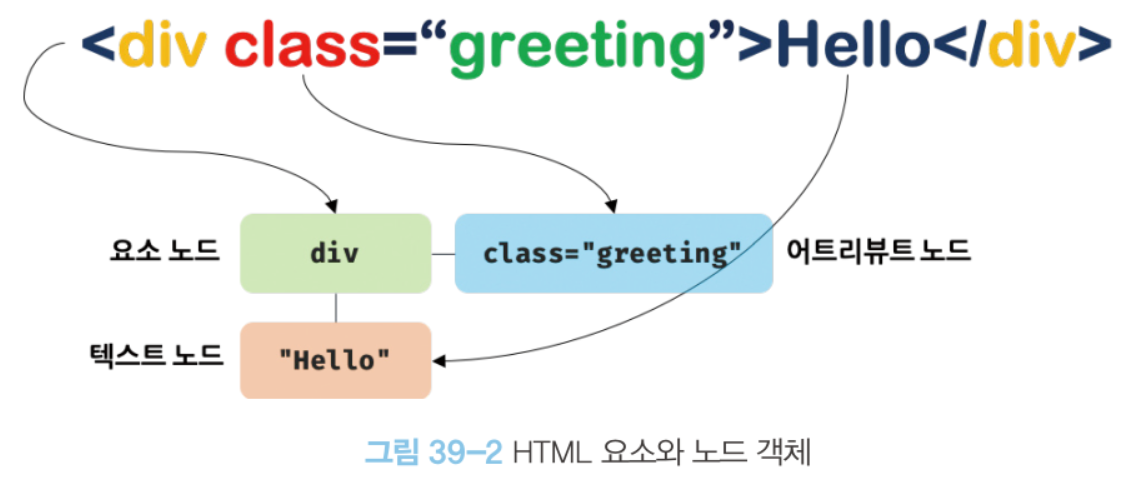 <div class=“greeting”>Hello</div>
요소 노드 div class="greeting" 어트리뷰트 노드
텍스트 노드 "Hello"
그림 39-2 HTML 요소와 노드 객체